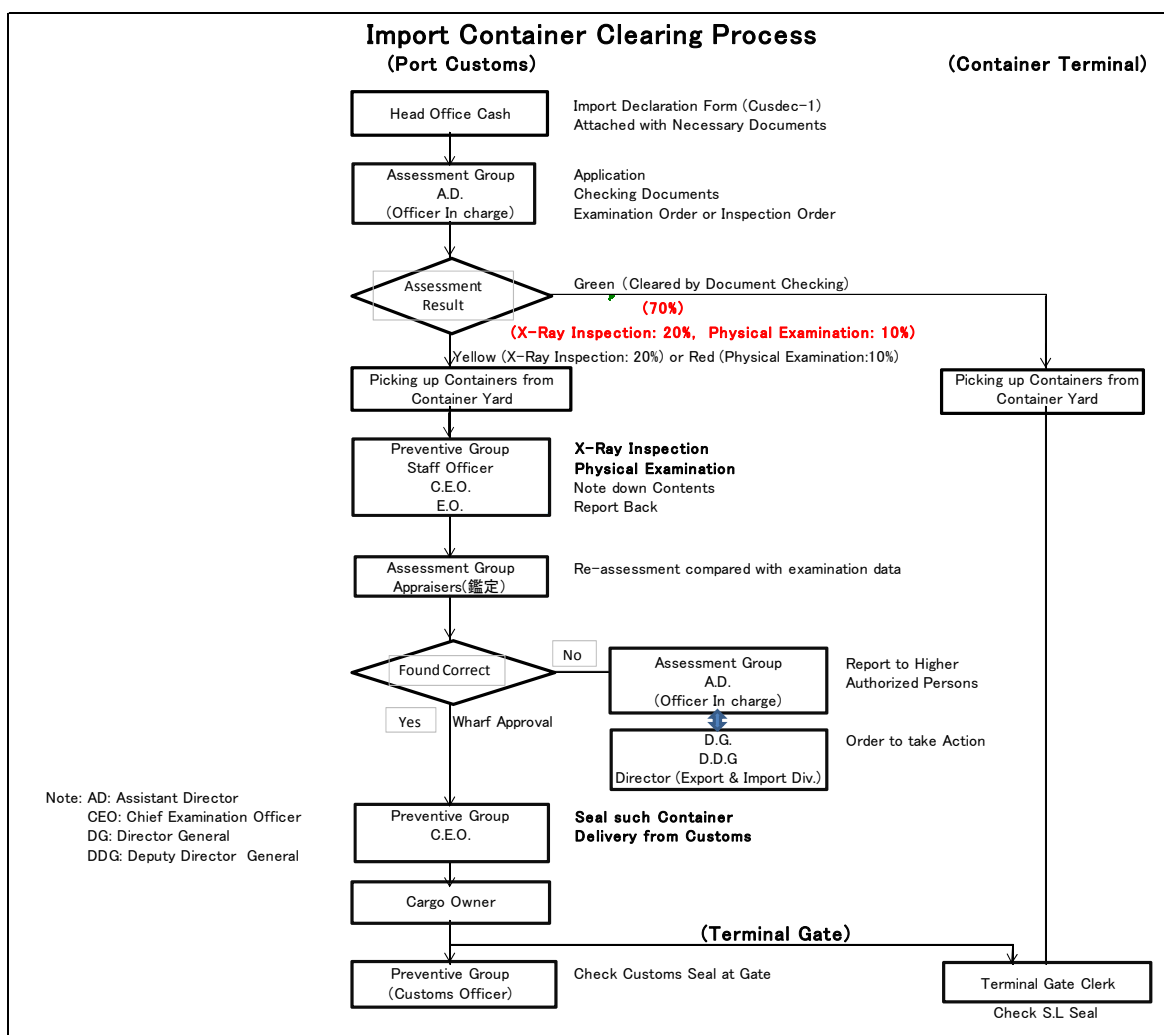 Import Container Clearing Process
(Port Customs)
(Container Terminal)
Head Office Cash
Import Declaration Form (Cusdec-1)
Attached with Necessary Documents
Assessment Group
A.D.
(Officer In charge)
Application
Checking Documents
Examination Order or Inspection Order
Assessment
Result
Green (Cleared by Document Checking)
(70%)
(X-Ray Inspection: 20%, Physical Examination: 10%)
Yellow (X-Ray Inspection: 20%) or Red (Physical Examination:10%)
Picking up Containers from
Container Yard
Picking up Containers from
Container Yard
Preventive Group
Staff Officer
C.E.O.
E.O.
X-Ray Inspection
Physical Examination
Note down Contents
Report Back
Assessment Group
Appraisers(鑑定)
Re-assessment compared with examination data
Found Correct
No
Assessment Group
A.D.
(Officer In charge)
Report to Higher
Authorized Persons
Yes
Wharf Approval
D.G.
D.D.G
Director (Export & Import Div.)
Order to take Action
Note: AD: Assistant Director
CEO: Chief Examination Officer
DG: Director General
DDG: Deputy Director General
Preventive Group
C.E.O.
Seal such Container
Delivery from Customs
Cargo Owner
(Terminal Gate)
Preventive Group
(Customs Officer)
Check Customs Seal at Gate
Terminal Gate Clerk
Check S.L Seal